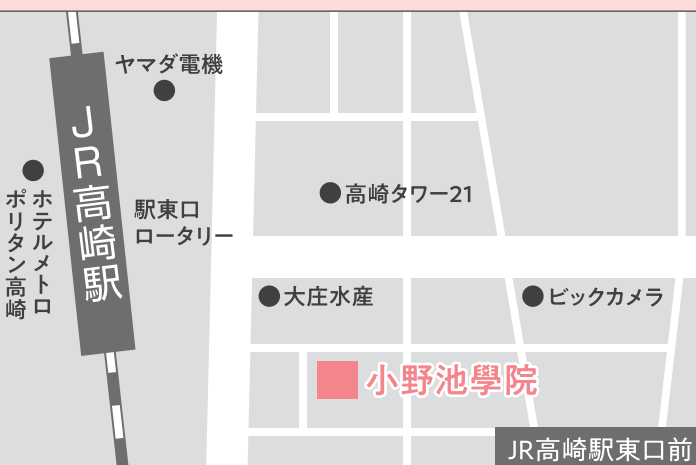 ヤマダ電機
JR高崎駅
ホテルメトロ
ポリタン高崎
駅東口
ロータリー
高崎タワー21
大庄水産
ビックカメラ
小野池學院
JR高崎駅東口前